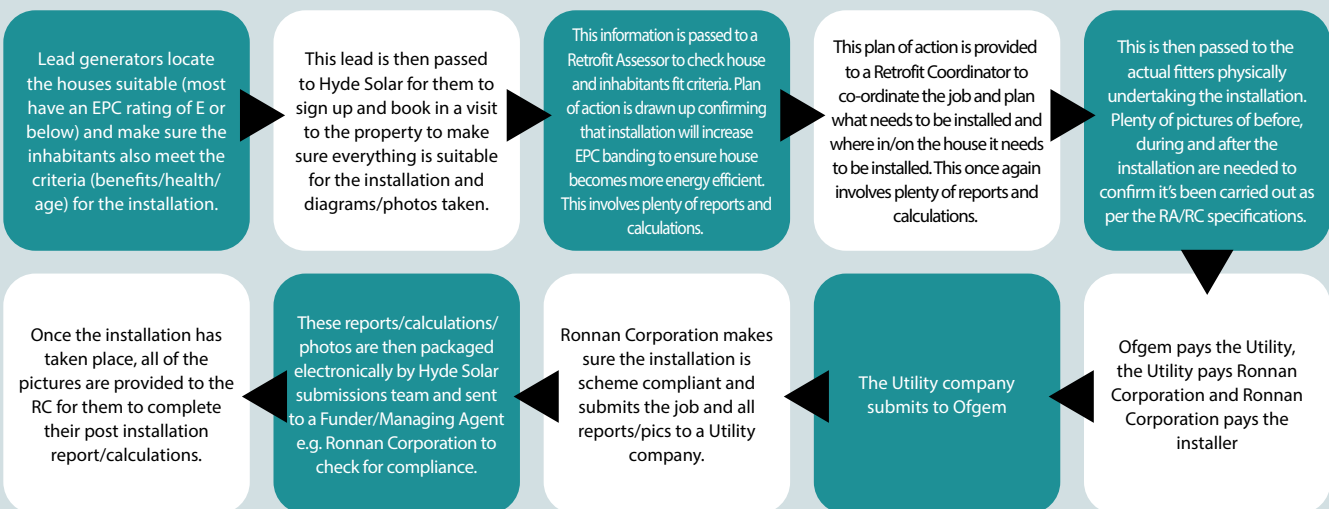 Lead generators locate
the houses suitable (most
have an EPC rating of E or
below) and make sure the
inhabitants also meet the
criteria (benefits/health/
age) for the installation.
This lead is then passed
to Hyde Solar for them to
sign up and book in a visit
to the property to make
sure everything is suitable
for the installation and
diagrams/photos taken.
This information is passed to a
Retrofit Assessor to check house
and inhabitants fit criteria. Plan
of action is drawn up confirming
that installation will increase
EPC banding to ensure house
becomes more energy efficient.
This involves plenty of reports and
calculations.
This plan of action is provided
to a Retrofit Coordinator to
co-ordinate the job and plan
what needs to be installed and
where in/on the house it needs
to be installed. This once again
involves plenty of reports and
calculations.
This is then passed to the
actual fitters physically
undertaking the installation.
Plenty of pictures of before,
during and after the
installation are needed to
confirm it's been carried out as
per the RA/RC specifications.
Once the installation has
taken place, all of the
pictures are provided to the
RC for them to complete
their post installation
report/calculations.
These reports/calculations/
photos are then packaged
electronically by Hyde Solar
submissions team and sent
to a Funder/Managing Agent
e.g. Ronnan Corporation to
check for compliance.
Ronnan Corporation makes
sure the installation is
scheme compliant and
submits the job and all
reports/pics to a Utility
company.
The Utility company
submits to Ofgem
Ofgem pays the Utility,
the Utility pays Ronnan
Corporation and Ronnan
Corporation pays the
installer